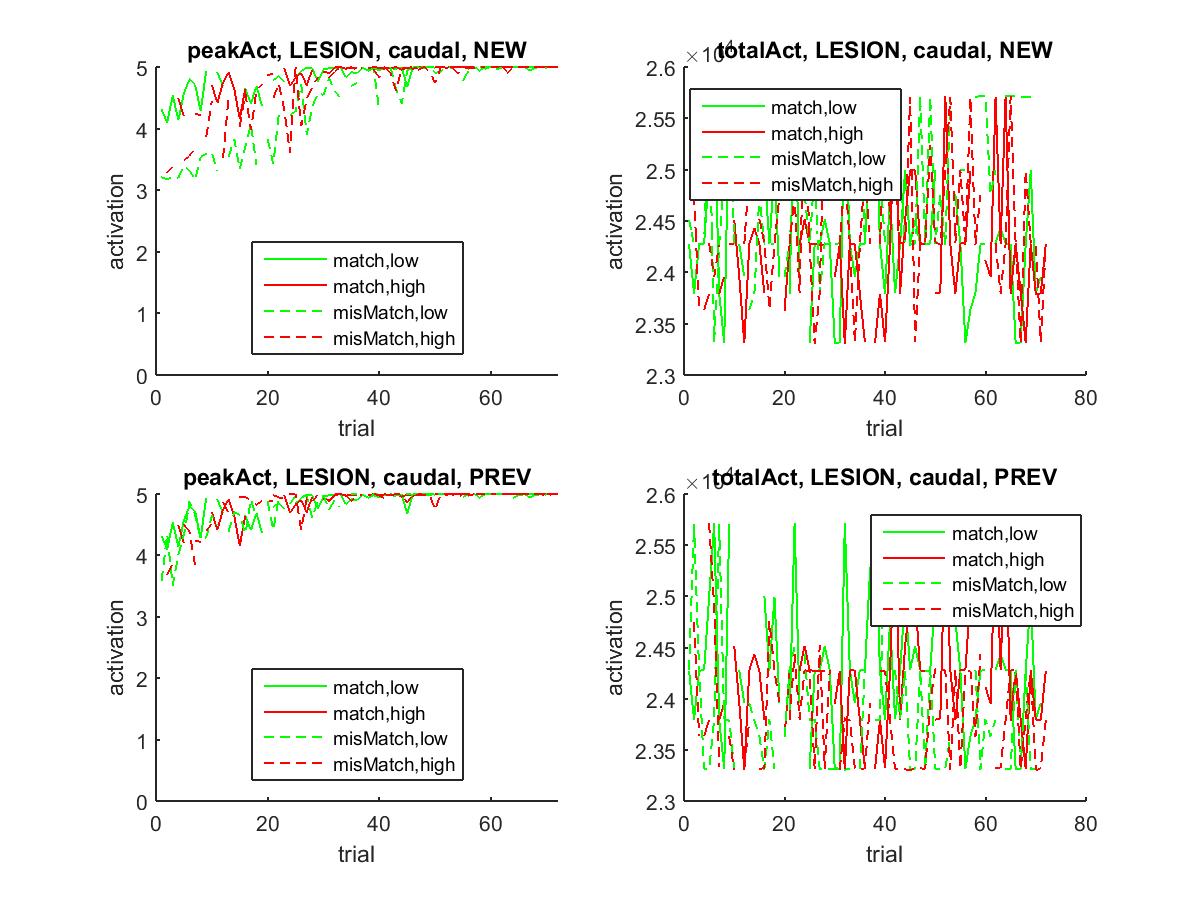 peakAct, LESION, caudal, NEW
5
4
3
2
1
0
activation
match,low
match,high
misMatch,low
misMatch,high
0 20 40 60
trial
totalAct, LESION, caudal, NEW
×10⁴
2.6
2.55
2.5
2.45
2.4
2.35
2.3
activation
match,low
match,high
misMatch,low
misMatch,high
0 20 40 60 80
trial
peakAct, LESION, caudal, PREV
5
4
3
2
1
0
activation
match,low
match,high
misMatch,low
misMatch,high
0 20 40 60
trial
totalAct, LESION, caudal, PREV
×10⁴
2.6
2.55
2.5
2.45
2.4
2.35
2.3
activation
match,low
match,high
misMatch,low
misMatch,high
0 20 40 60 80
trial